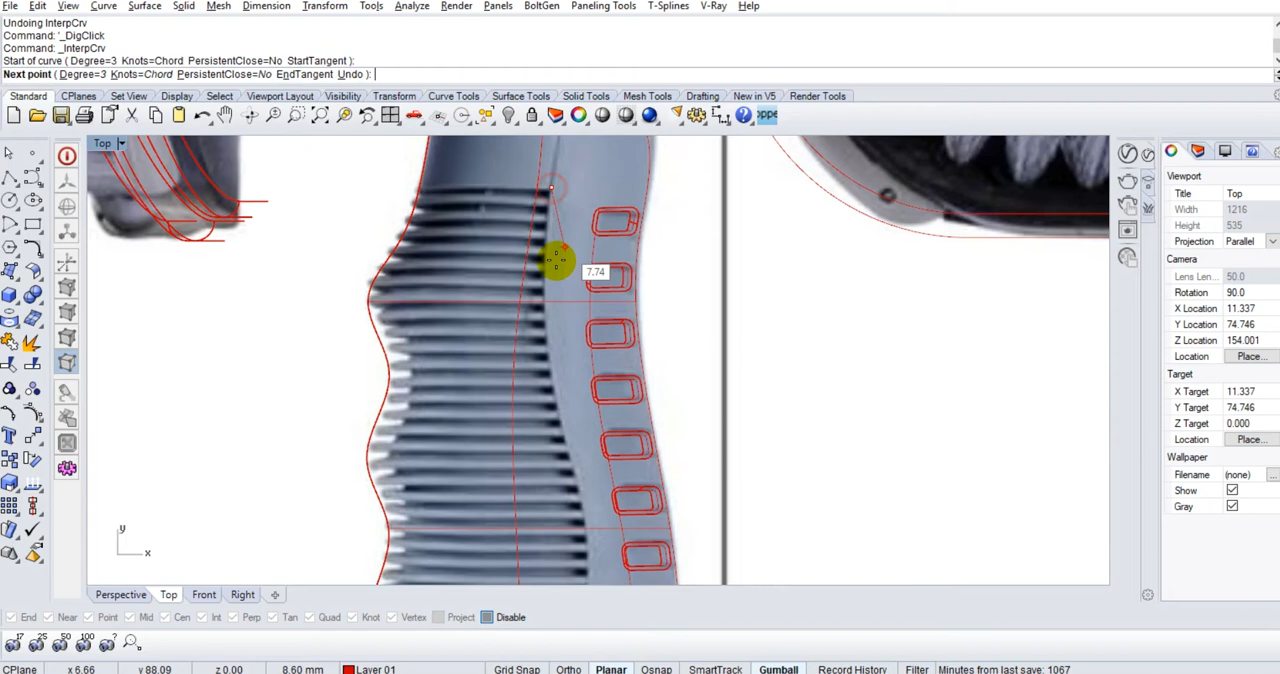 File Edit View Curve Surface Solid Mesh Dimension Transform Tools Analyze Render Panels BoltGen Paneling Tools T-Splines V-Ray Help
Undoing InterpCrv
Command: '_DigClick
Command: _InterpCrv
Start of curve ( Degree=3 Knots=Chord PersistentClose=No StartTangent ):
Next point ( Degree=3 Knots=Chord PersistentClose=No EndTangent Undo ):
Standard CPlanes Set View Display Select Viewport Layout Visibility Transform Curve Tools Surface Tools Solid Tools Mesh Tools Drafting New in V5 Render Tools
oppe
Top
7.74
y
x
Viewport
Title Top
Width 1216
Height 535
Projection Parallel
Camera
Lens Len... 50.0
Rotation 90.0
X Location 11.337
Y Location 74.746
Z Location 154.001
Location Place...
Target
X Target 11.337
Y Target 74.746
Z Target 0.000
Location Place...
Wallpaper
Filename (none) ...
Show
Gray
Perspective Top Front Right
End Near Point Mid Cen Int Perp Tan Quad Knot Vertex Project Disable
17 25 50 100 ?
CPlane x 6.66 y 88.09 z 0.00 8.60 mm Layer 01 Grid Snap Ortho Planar Osnap SmartTrack Gumball Record History Filter Minutes from last save: 1067